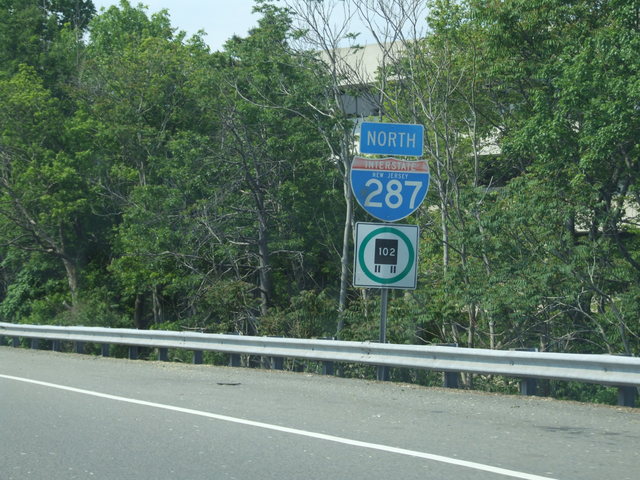 NORTH
INTERSTATE
NEW JERSEY
287
102